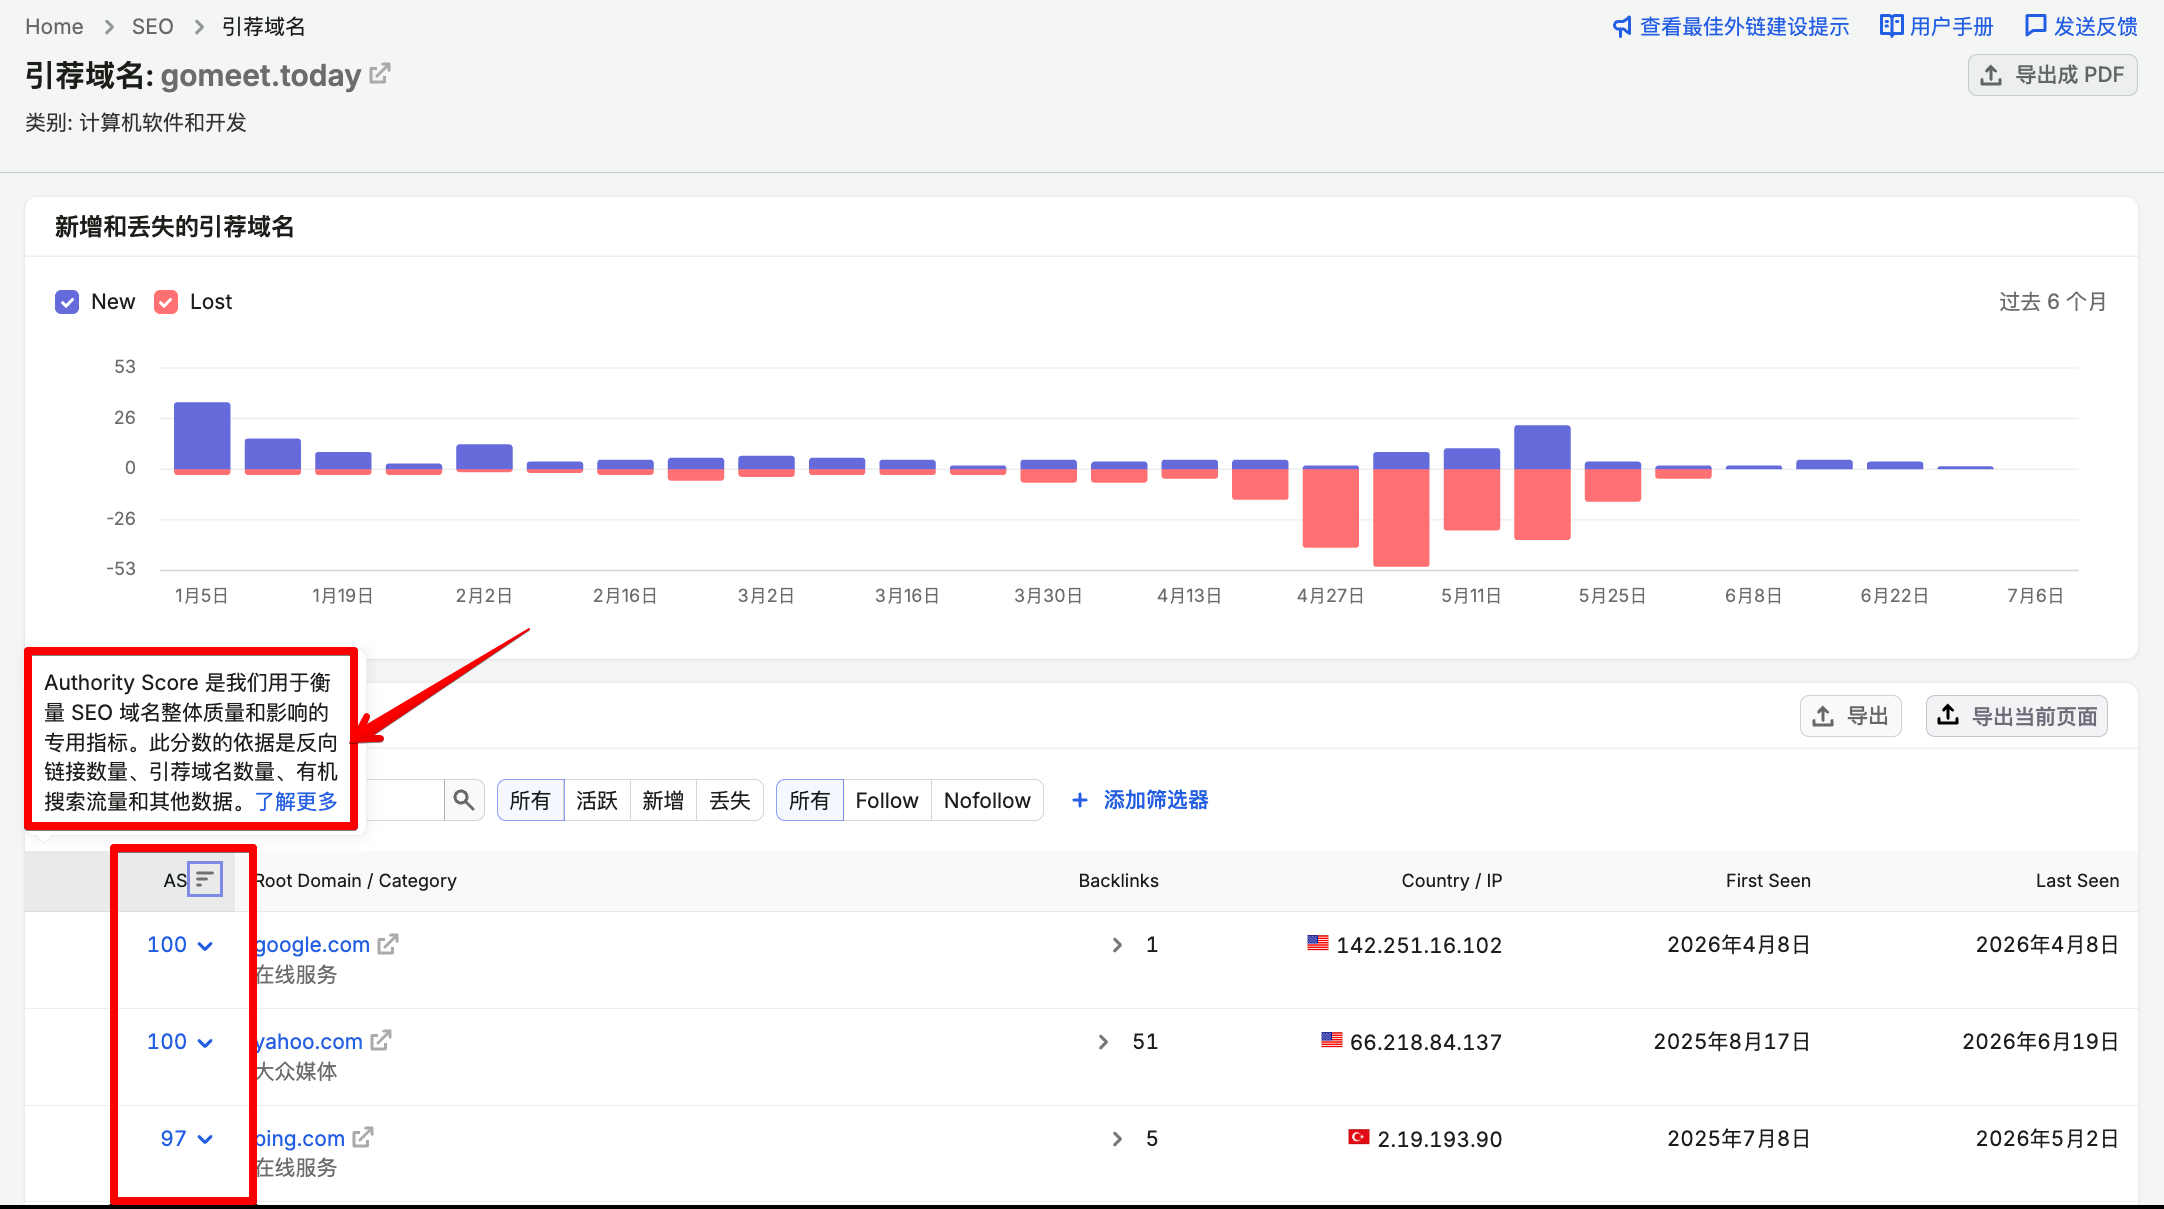 Home > SEO > 引荐域名
查看最佳外链建设提示 用户手册 发送反馈
引荐域名: gomeet.today
导出成 PDF
类别: 计算机软件和开发
新增和丢失的引荐域名
New Lost
过去 6 个月
53
26
0
-26
-53
1月5日 1月19日 2月2日 2月16日 3月2日 3月16日 3月30日 4月13日 4月27日 5月11日 5月25日 6月8日 6月22日 7月6日
Authority Score 是我们用于衡
量 SEO 域名整体质量和影响的
专用指标。此分数的依据是反向
链接数量、引荐域名数量、有机
搜索流量和其他数据。了解更多
导出 导出当前页面
所有 活跃 新增 丢失 所有 Follow Nofollow + 添加筛选器
AS Root Domain / Category Backlinks Country / IP First Seen Last Seen
100 google.com 1 142.251.16.102 2026年4月8日 2026年4月8日
在线服务
100 yahoo.com 51 66.218.84.137 2025年8月17日 2026年6月19日
大众媒体
97 bing.com 5 2.19.193.90 2025年7月8日 2026年5月2日
在线服务